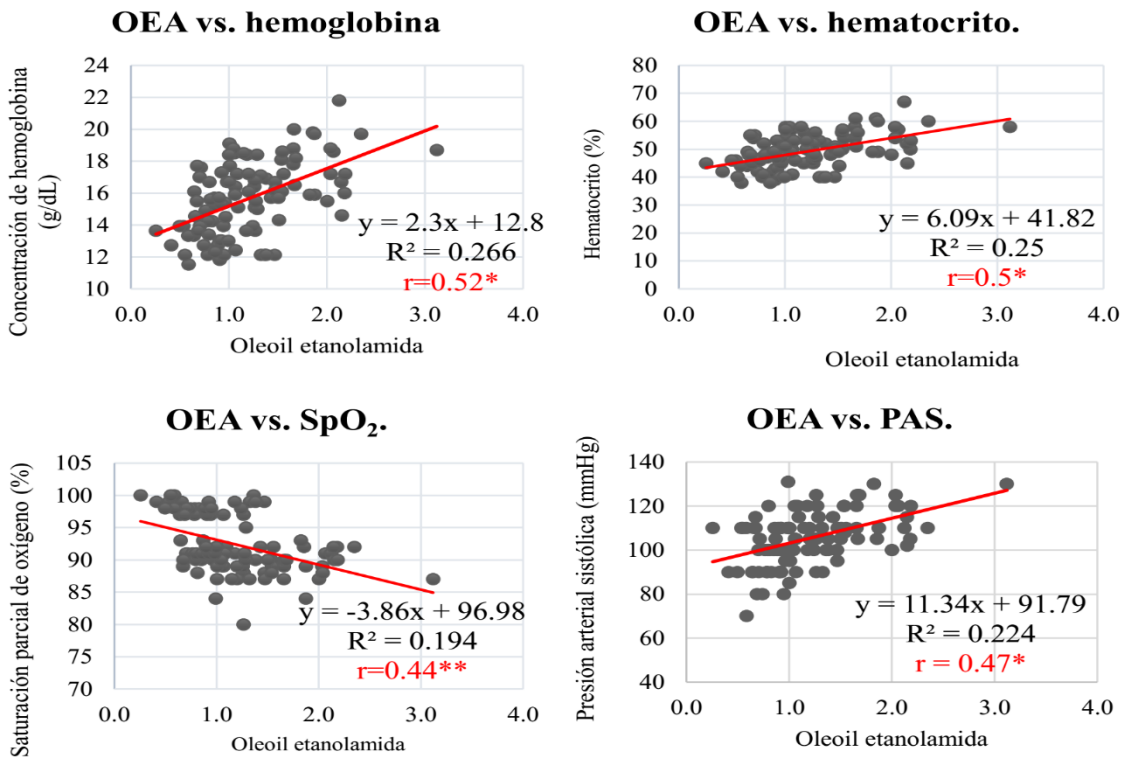 OEA vs. hemoglobina
Concentración de hemoglobina
(g/dL)
24
22
20
18
16
14
12
10
y = 2.3x + 12.8
R² = 0.266
r=0.52*
0.0
1.0
2.0
3.0
4.0
Oleoil etanolamida
OEA vs. hematocrito.
Hematocrito (%)
80
70
60
50
40
30
20
10
0
y = 6.09x + 41.82
R² = 0.25
r=0.5*
0.0
1.0
2.0
3.0
4.0
Oleoil etanolamida
OEA vs. SpO₂.
Saturación parcial de oxígeno (%)
105
100
95
90
85
80
75
70
y = -3.86x + 96.98
R² = 0.194
r=0.44**
0.0
1.0
2.0
3.0
4.0
Oleoil etanolamida
OEA vs. PAS.
Presión arterial sistólica (mmHg)
140
120
100
80
60
40
y = 11.34x + 91.79
R² = 0.224
r = 0.47*
0.0
1.0
2.0
3.0
4.0
Oleoil etanolamida